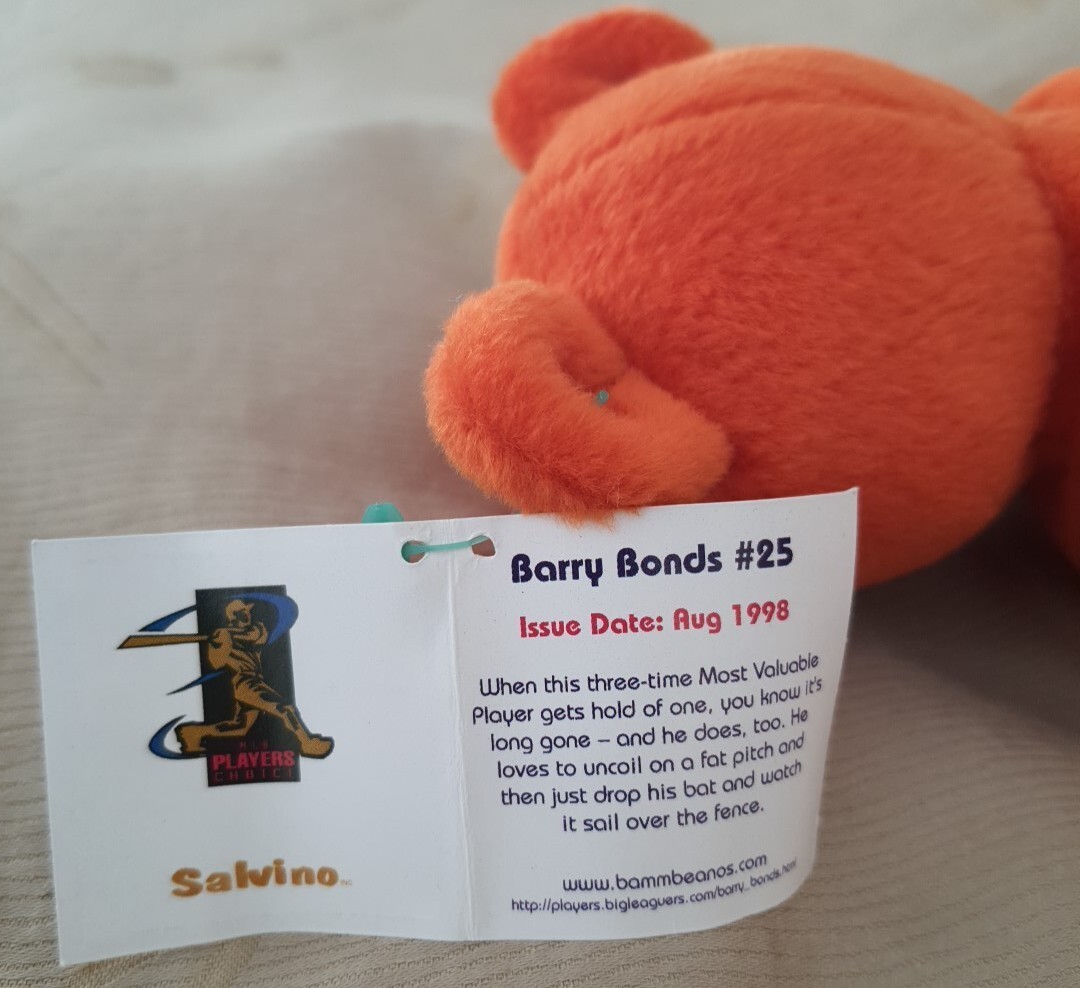 MLB
PLAYERS
CHOICE
Salvino
Barry Bonds #25
Issue Date: Aug 1998
When this three-time Most Valuable
Player gets hold of one, you know it's
long gone – and he does, too. He
loves to uncoil on a fat pitch and
then just drop his bat and watch
it sail over the fence.
www.bammbeanos.com
http://players.bigleaguers.com/barry_bonds.html